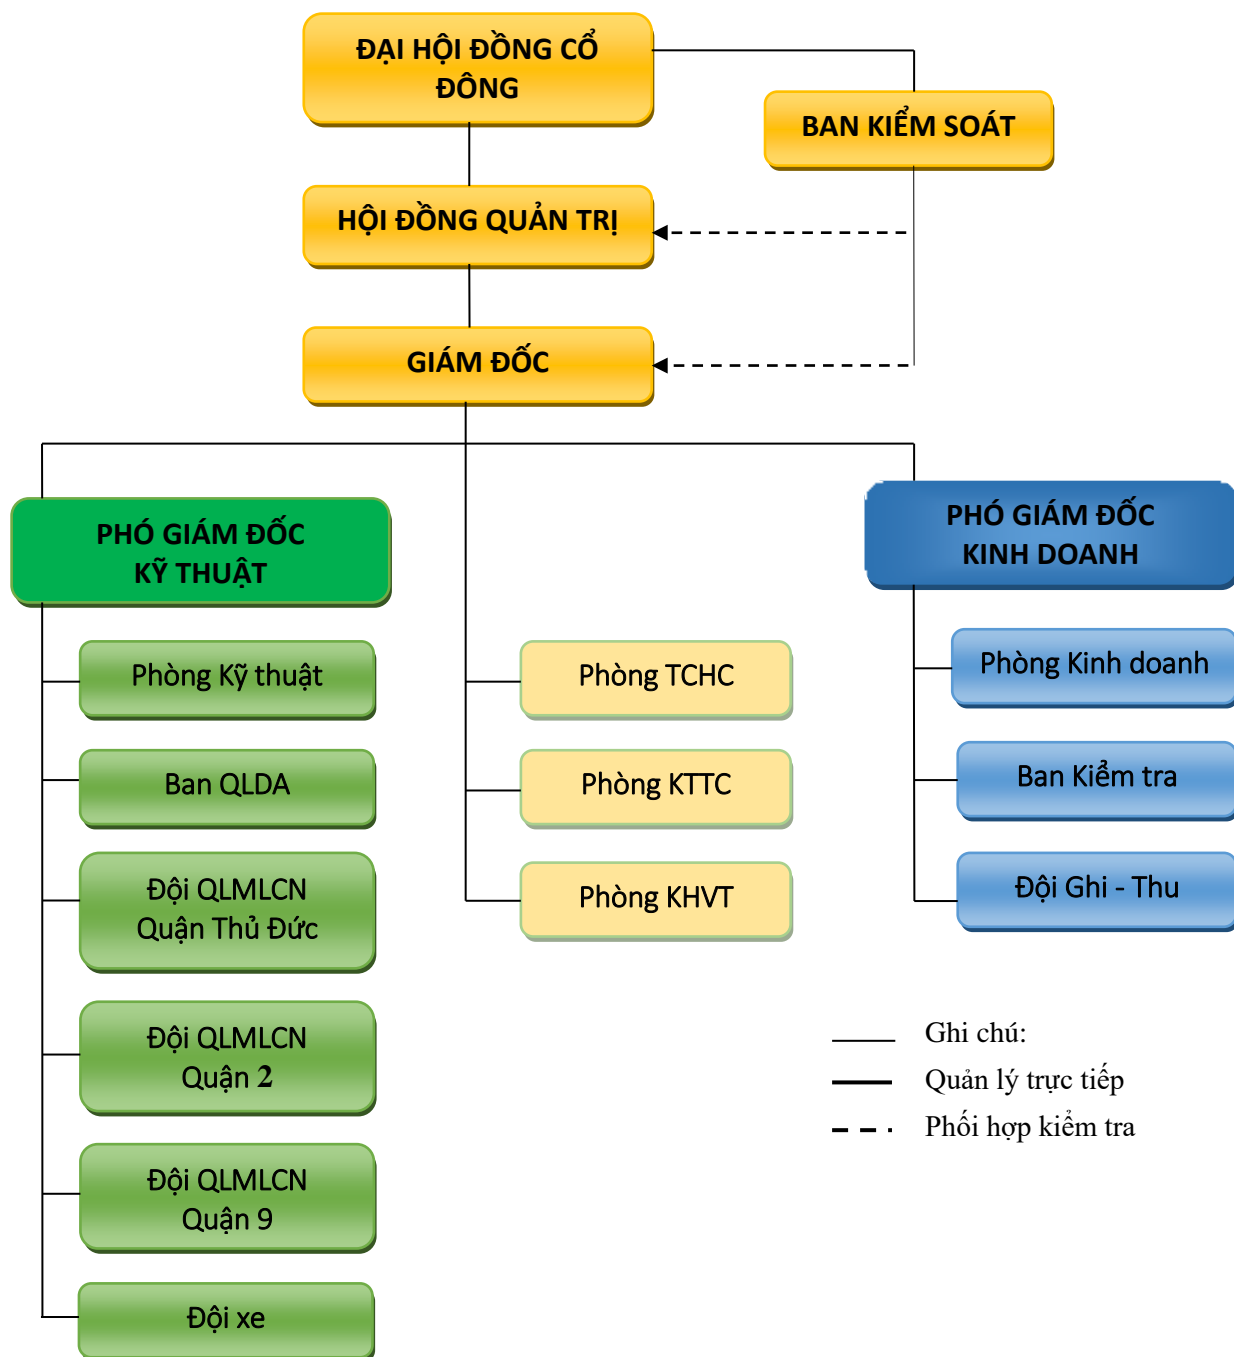 ĐẠI HỘI ĐỒNG CỔ
ĐÔNG
BAN KIỂM SOÁT
HỘI ĐỒNG QUẢN TRỊ
GIÁM ĐỐC
PHÓ GIÁM ĐỐC
KỸ THUẬT
PHÓ GIÁM ĐỐC
KINH DOANH
Phòng Kỹ thuật
Ban QLDA
Đội QLMLCN
Quận Thủ Đức
Đội QLMLCN
Quận 2
Đội QLMLCN
Quận 9
Đội xe
Phòng TCHC
Phòng KTTC
Phòng KHVT
Phòng Kinh doanh
Ban Kiểm tra
Đội Ghi - Thu
Ghi chú:
Quản lý trực tiếp
Phối hợp kiểm tra